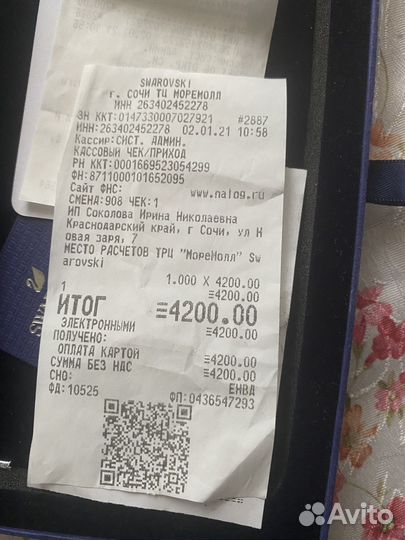 SWAROVSKI
г. СОЧИ ТЦ МОРЕМОЛЛ
ИНН 263402452278
ЗН ККТ:0147330007027921 #2887
ИНН:263402452278 02.01.21 10:58
Кассир:СИСТ. АДМИН.
КАССОВЫЙ ЧЕК/ПРИХОД
РН ККТ:0001669523054299
ФН:8711000101652095
Сайт ФНС: www.nalog.ru
СМЕНА:908 ЧЕК:1
ИП Соколова Ирина Николаевна
Краснодарский край, г Сочи, ул Н
овая заря, 7
МЕСТО РАСЧЕТОВ ТРЦ "МореМолл" Sw
arovski
1.000 X 4200.00
1 ≡4200.00
ИТОГ ≡4200.00
ЭЛЕКТРОННЫМИ ≡4200.00
ПОЛУЧЕНО:
ОПЛАТА КАРТОЙ ≡4200.00
СУММА БЕЗ НДС ≡4200.00
СНО: ЕНВД
ФД:10525 ФП:0436547293
Avito